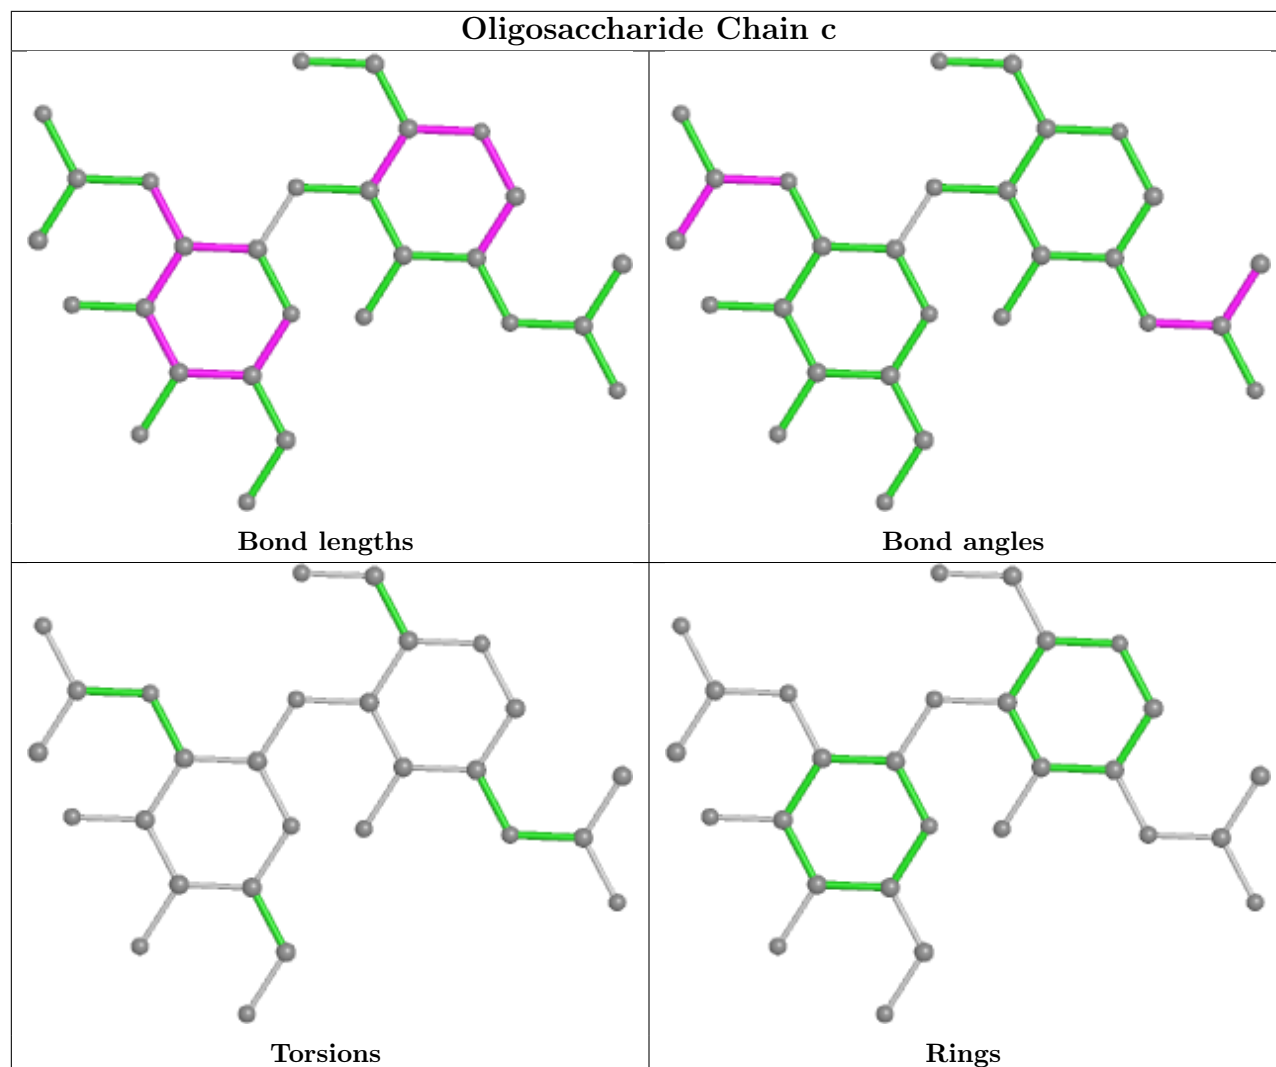 Oligosaccharide Chain c
Bond lengths
Bond angles
Torsions
Rings